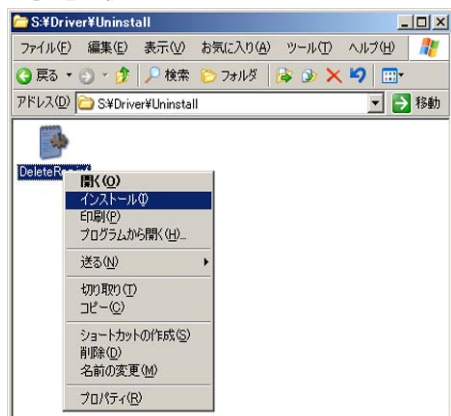 S:¥Driver¥Uninstall
ファイル(F) 編集(E) 表示(V) お気に入り(A) ツール(T) ヘルプ(H)
戻る 検索 フォルダ
アドレス(D) S:¥Driver¥Uninstall 移動
DeleteReg.inf
開く(O)
インストール(I)
印刷(P)
プログラムから開く(H)...
送る(N)
切り取り(T)
コピー(C)
ショートカットの作成(S)
削除(D)
名前の変更(M)
プロパティ(R)